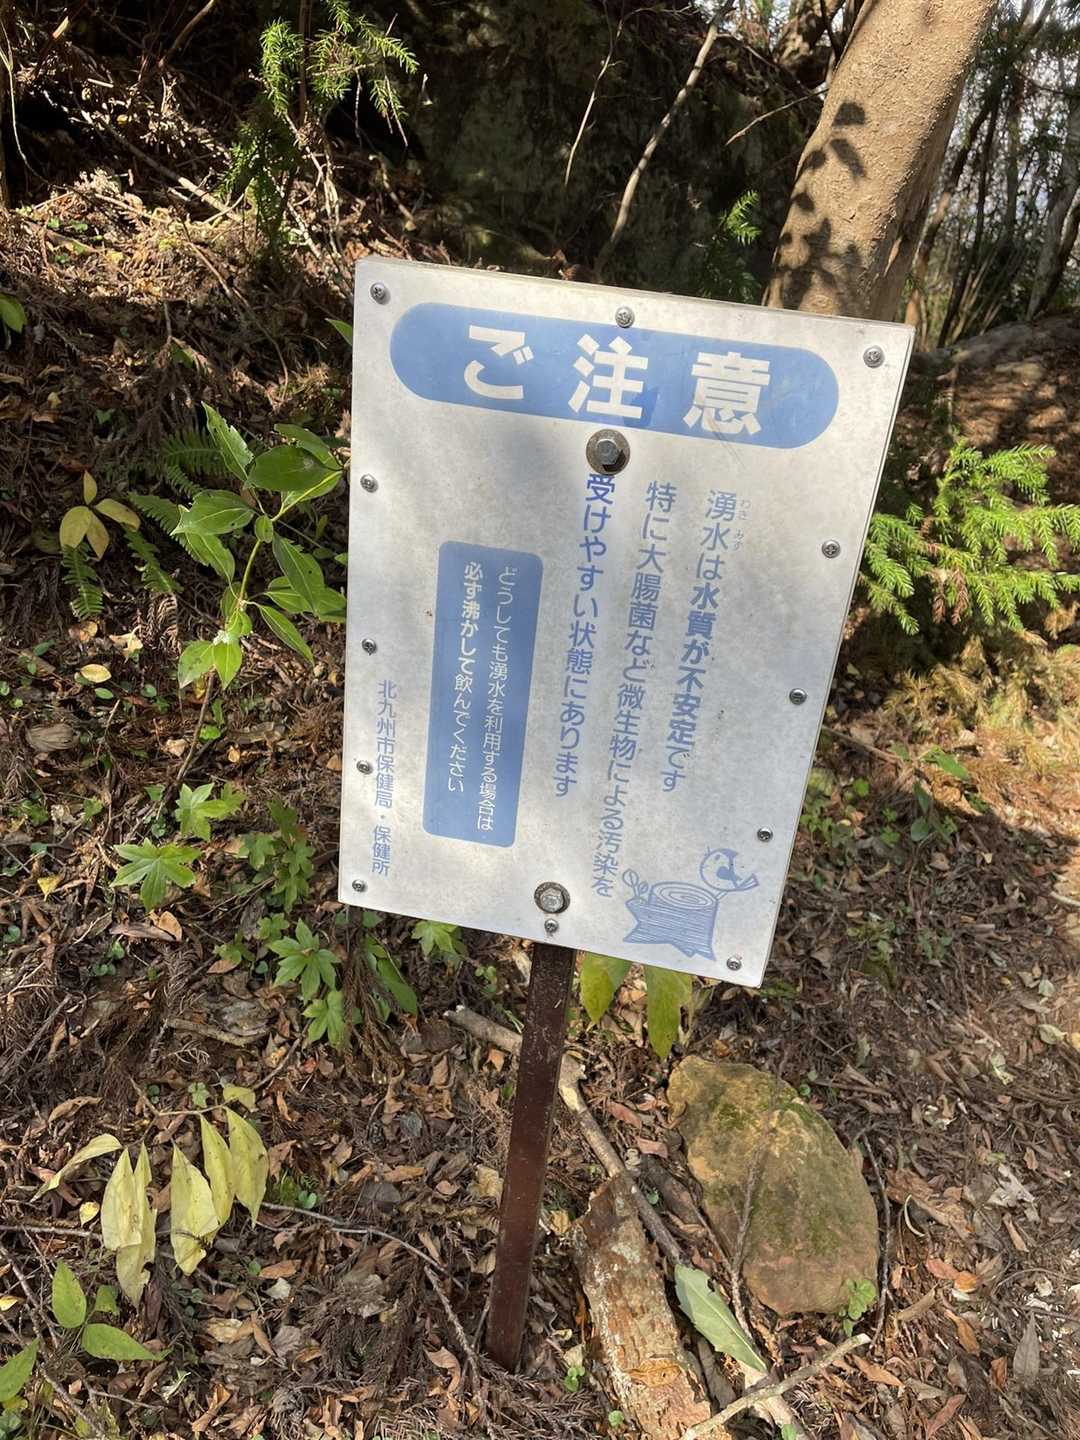 ご注意
湧水は水質が不安定です
わき みず
特に大腸菌など微生物による汚染を
受けやすい状態にあります
どうしても湧水を利用する場合は
必ず沸かして飲んでください
北九州市保健局・保健所